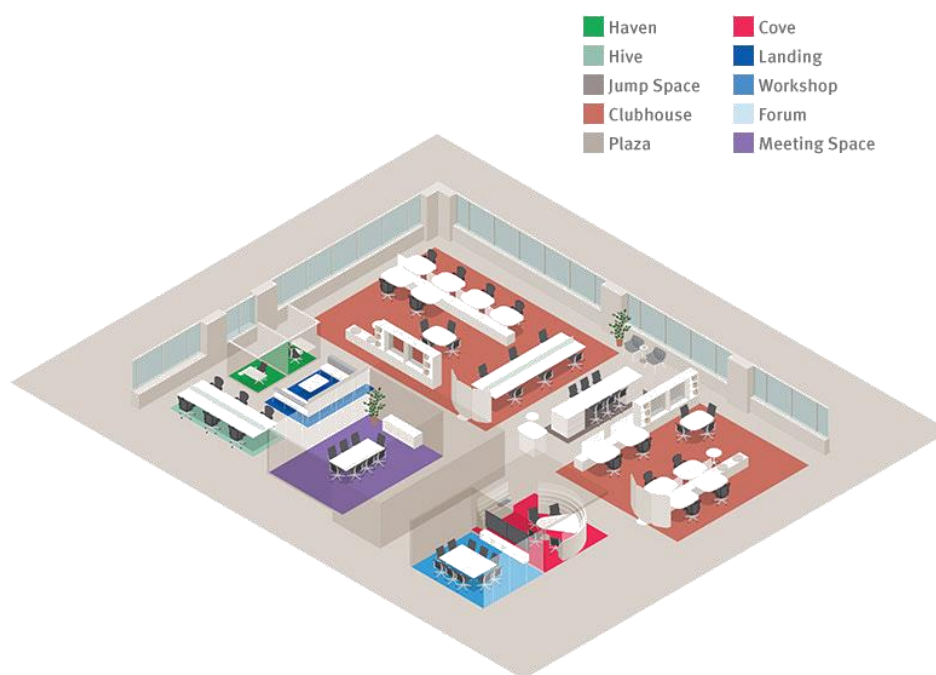 Haven
Hive
Jump Space
Clubhouse
Plaza
Cove
Landing
Workshop
Forum
Meeting Space